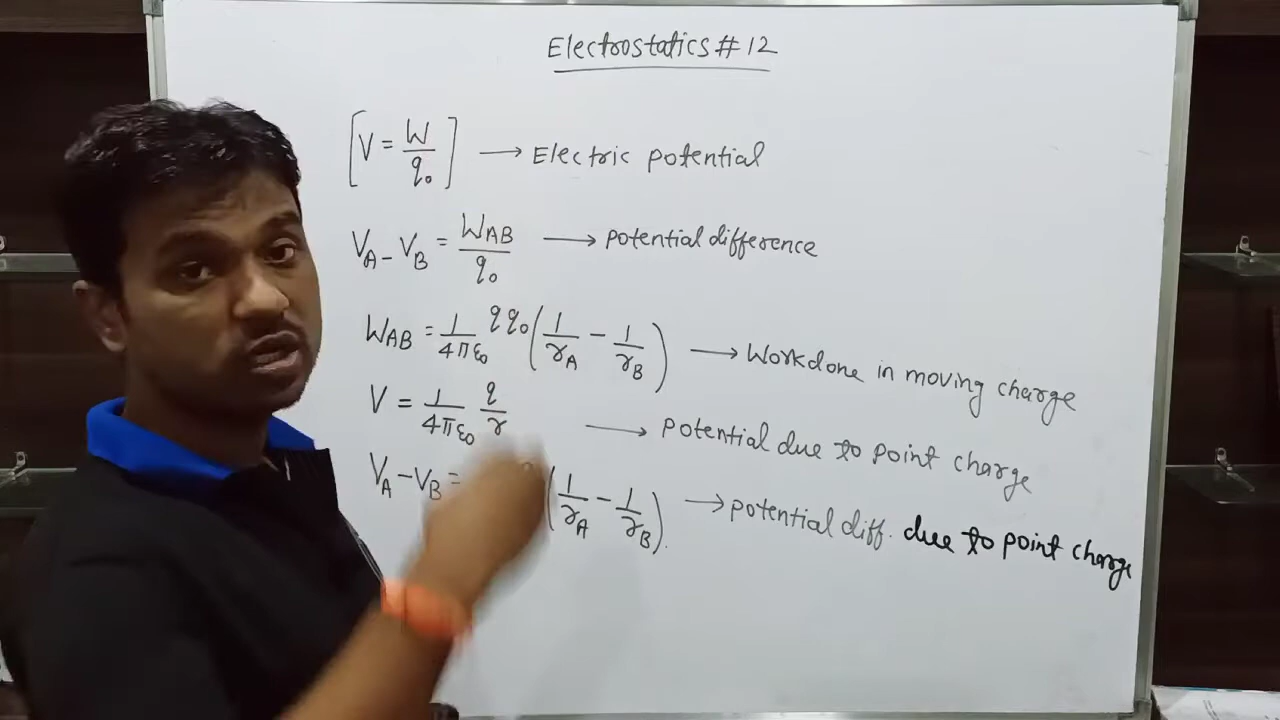 Electrostatics # 12
[V = W/q₀] → Electric potential
V_A - V_B = W_AB/q₀ → potential difference
W_AB = 1/4πε₀ qq₀ (1/r_A - 1/r_B) → Workdone in moving charge
V = 1/4πε₀ q/r → potential due to point charge
V_A - V_B = (1/r_A - 1/r_B). → potential diff. due to point charge